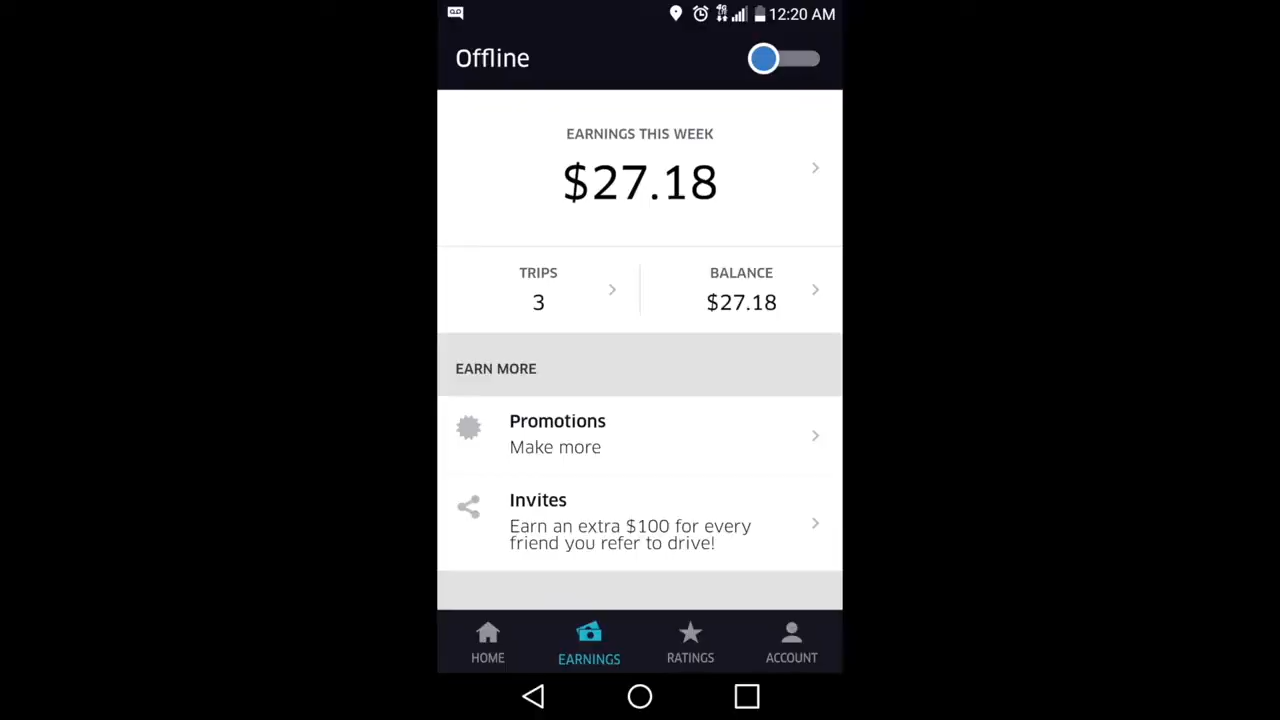 12:20 AM
Offline
EARNINGS THIS WEEK
$27.18
TRIPS
3
BALANCE
$27.18
EARN MORE
Promotions
Make more
Invites
Earn an extra $100 for every
friend you refer to drive!
HOME
EARNINGS
RATINGS
ACCOUNT